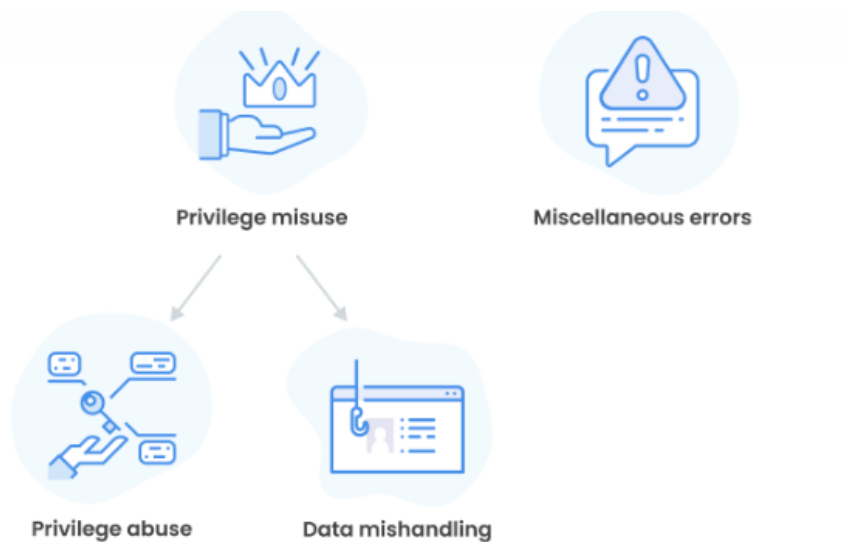 Privilege misuse
Miscellaneous errors
Privilege abuse
Data mishandling